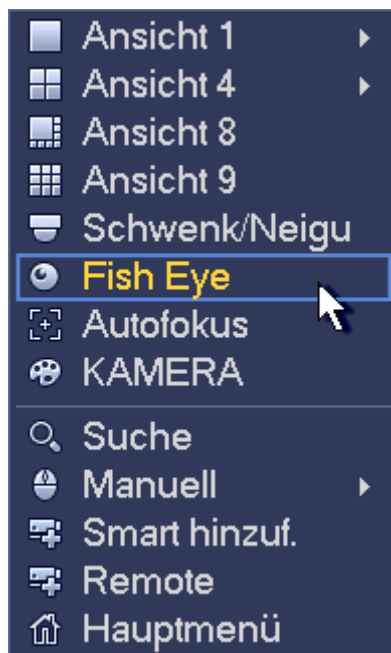 Ansicht 1
Ansicht 4
Ansicht 8
Ansicht 9
Schwenk/Neigu
Fish Eye
Autofokus
KAMERA
Suche
Manuell
Smart hinzuf.
Remote
Hauptmenü